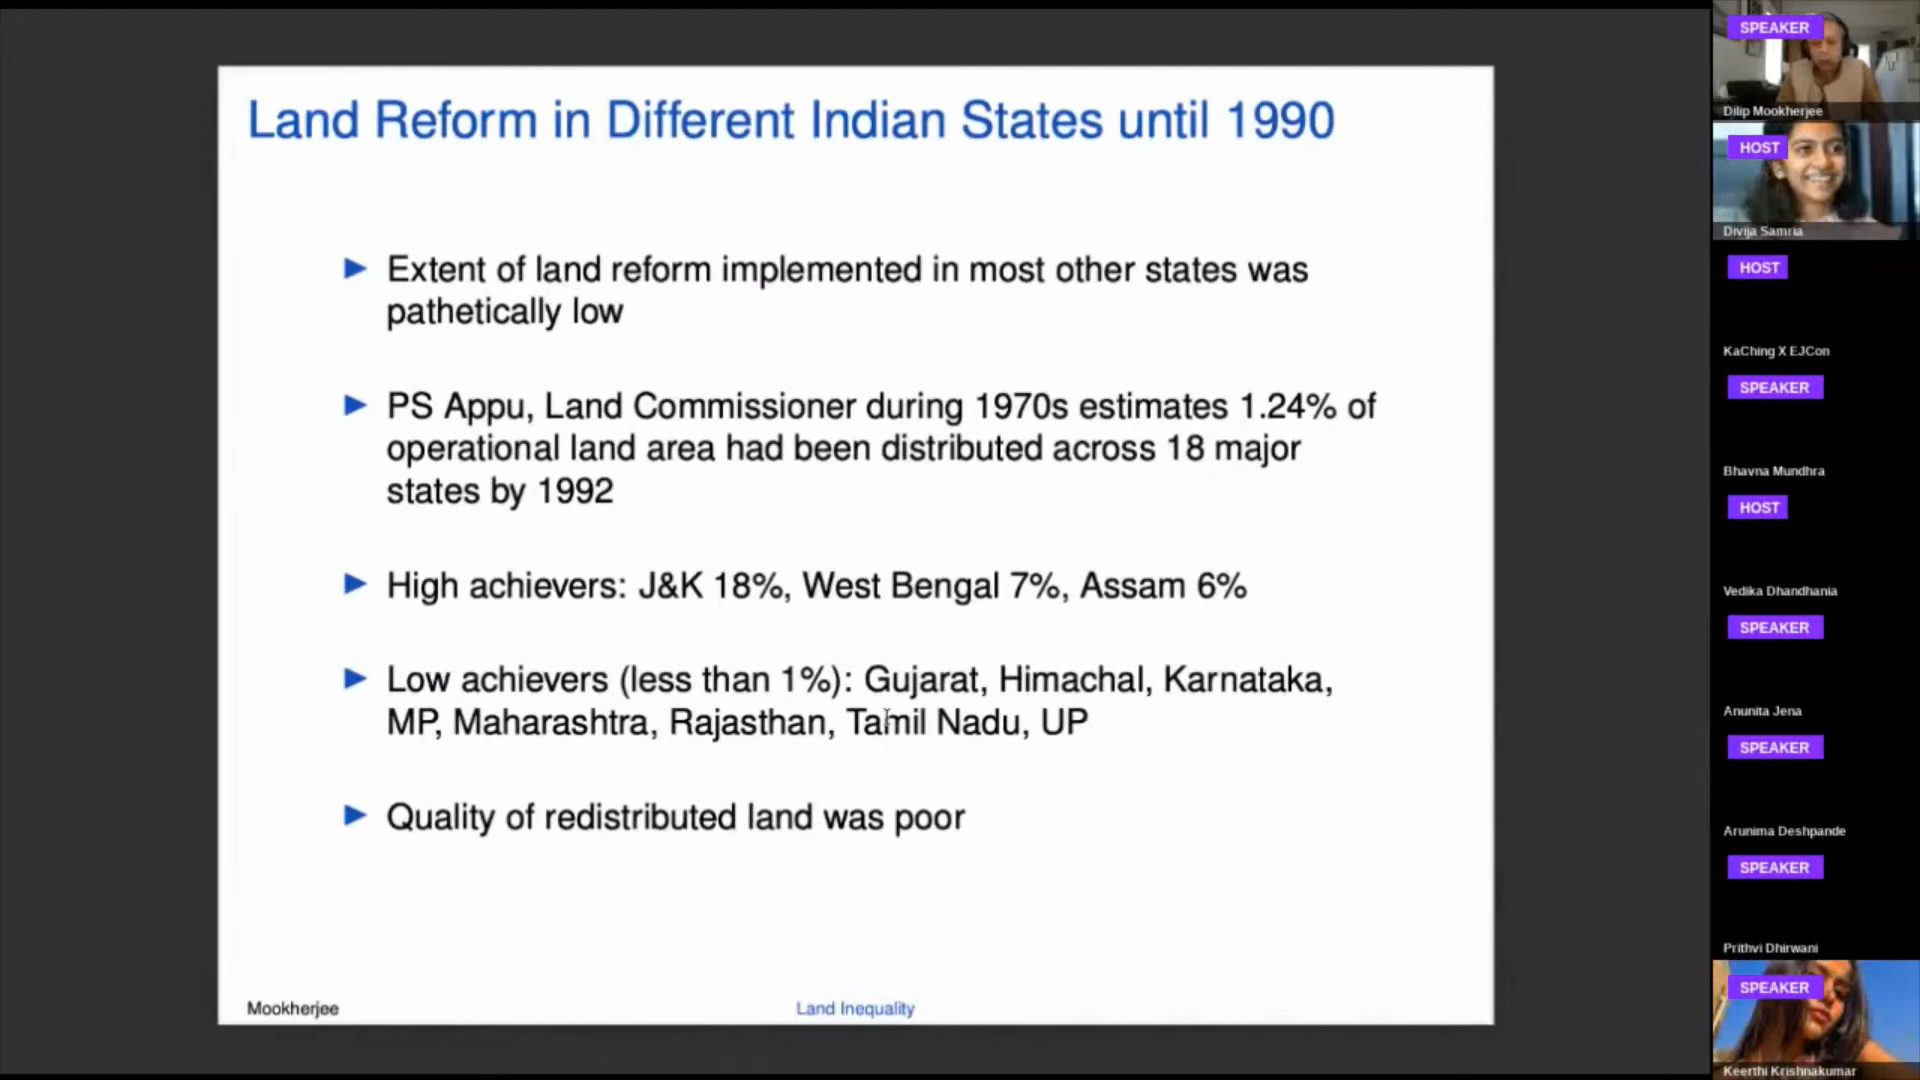 Land Reform in Different Indian States until 1990
Extent of land reform implemented in most other states was
pathetically low
PS Appu, Land Commissioner during 1970s estimates 1.24% of
operational land area had been distributed across 18 major
states by 1992
High achievers: J&K 18%, West Bengal 7%, Assam 6%
Low achievers (less than 1%): Gujarat, Himachal, Karnataka,
MP, Maharashtra, Rajasthan, Tamil Nadu, UP
Quality of redistributed land was poor
Mookherjee
Land Inequality
SPEAKER
Dilip Mookherjee
HOST
Divija Samria
HOST
KaChing X EJCon
SPEAKER
Bhavna Mundhra
HOST
Vedika Dhandhania
SPEAKER
Anunita Jena
SPEAKER
Arunima Deshpande
SPEAKER
Prithvi Dhirwani
SPEAKER
Keerthi Krishnakumar